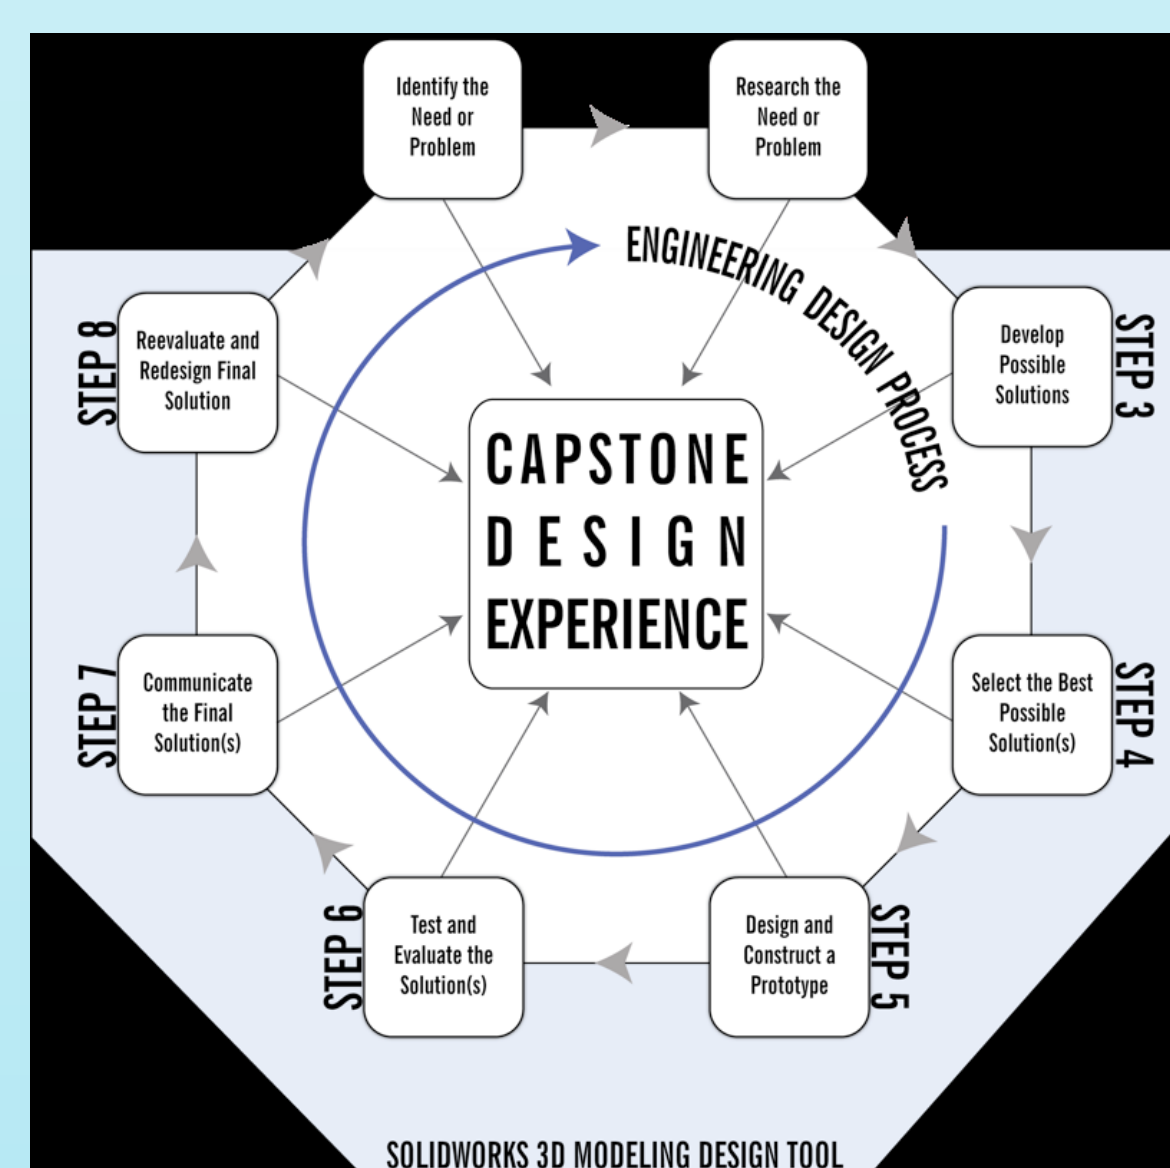 Identify the
Need or
Problem
Research the
Need or
Problem
ENGINEERING DESIGN PROCESS
STEP 3
Develop
Possible
Solutions
STEP 4
Select the Best
Possible
Solution(s)
STEP 5
Design and
Construct a
Prototype
STEP 6
Test and
Evaluate the
Solution(s)
STEP 7
Communicate
the Final
Solution(s)
STEP 8
Reevaluate and
Redesign Final
Solution
CAPSTONE
DESIGN
EXPERIENCE
SOLIDWORKS 3D MODELING DESIGN TOOL